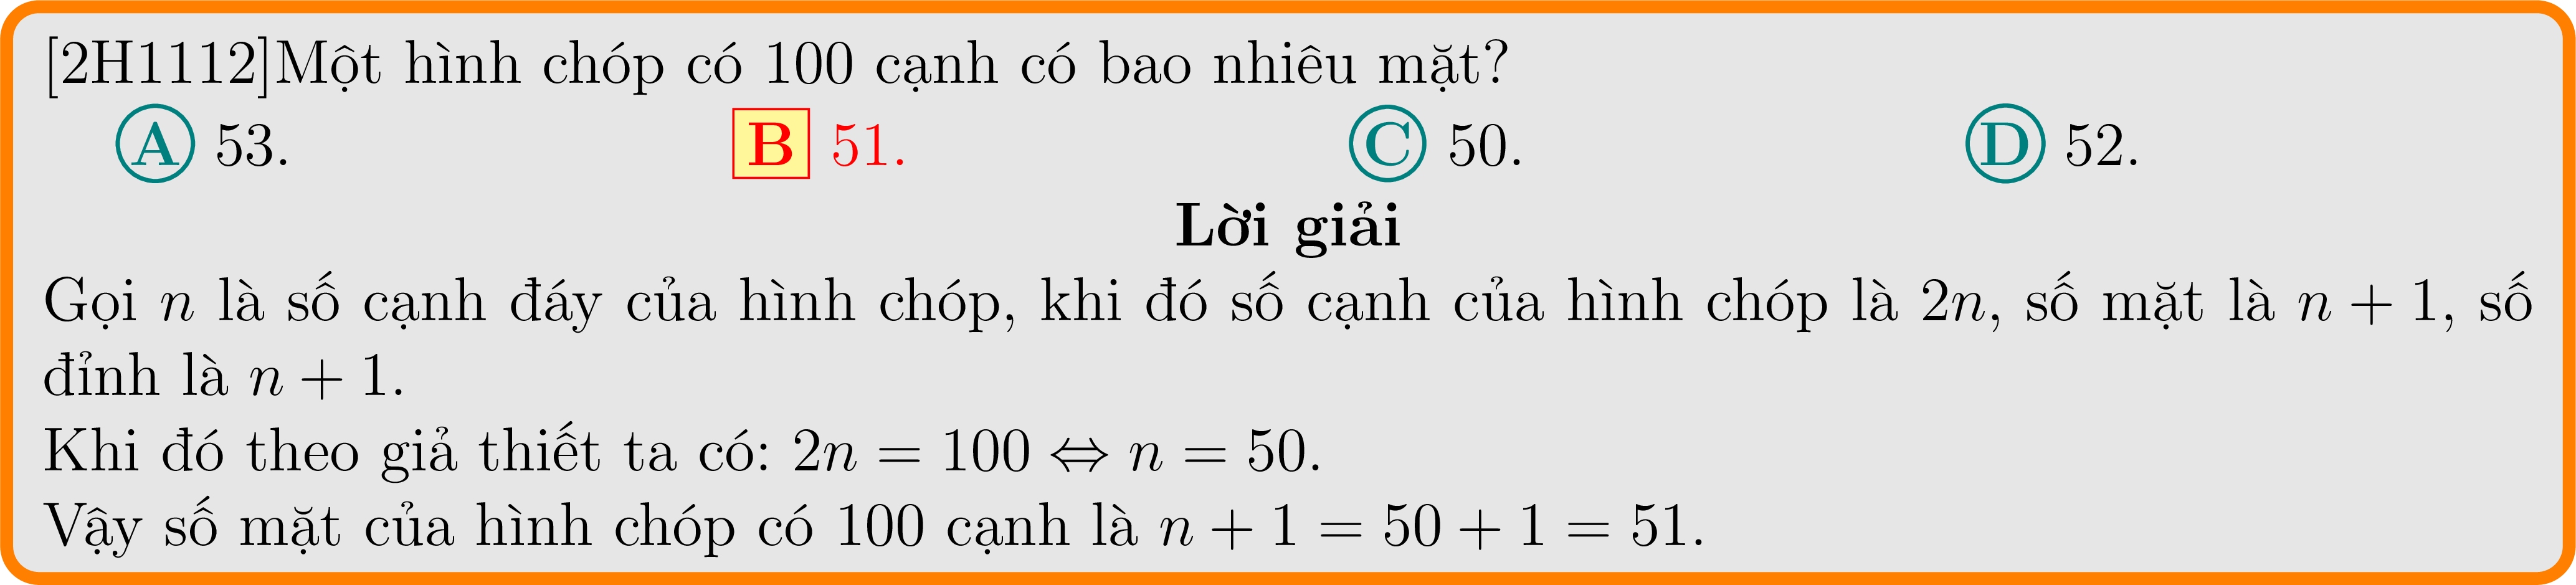 [2H1112]Một hình chóp có 100 cạnh có bao nhiêu mặt?
A 53. B 51. C 50. D 52.
Lời giải
Gọi n là số cạnh đáy của hình chóp, khi đó số cạnh của hình chóp là 2n, số mặt là n + 1, số
đỉnh là n + 1.
Khi đó theo giả thiết ta có: 2n = 100 ⇔ n = 50.
Vậy số mặt của hình chóp có 100 cạnh là n + 1 = 50 + 1 = 51.